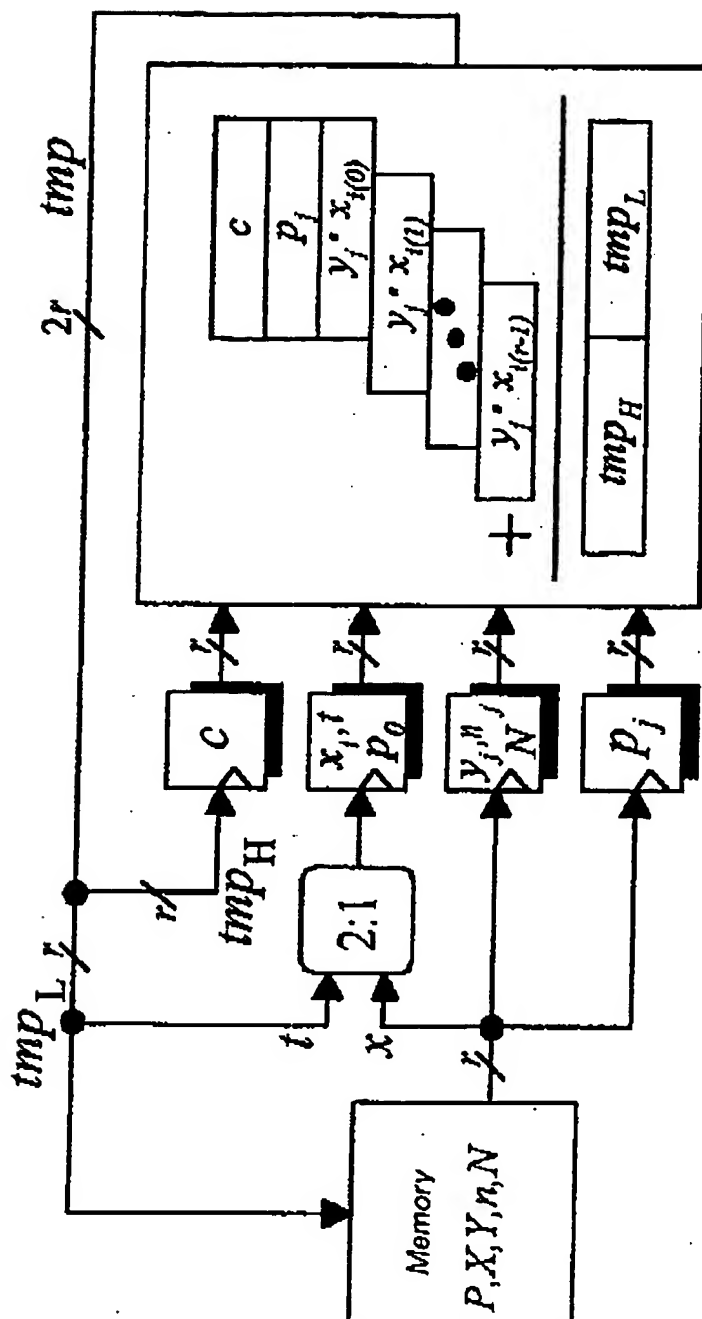 2r
tmp
tmp_L
r
r
tmp_H
c
r
c
p_j
y_j • x_i(0)
y_j • x_i(1)
y_j • x_i(r-1)
+
tmp_H
tmp_L
t
x
2:1
x_i, t
p_0
r
y_j, n_j
N
r
p_j
r
r
Memory
P, X, Y, n, N